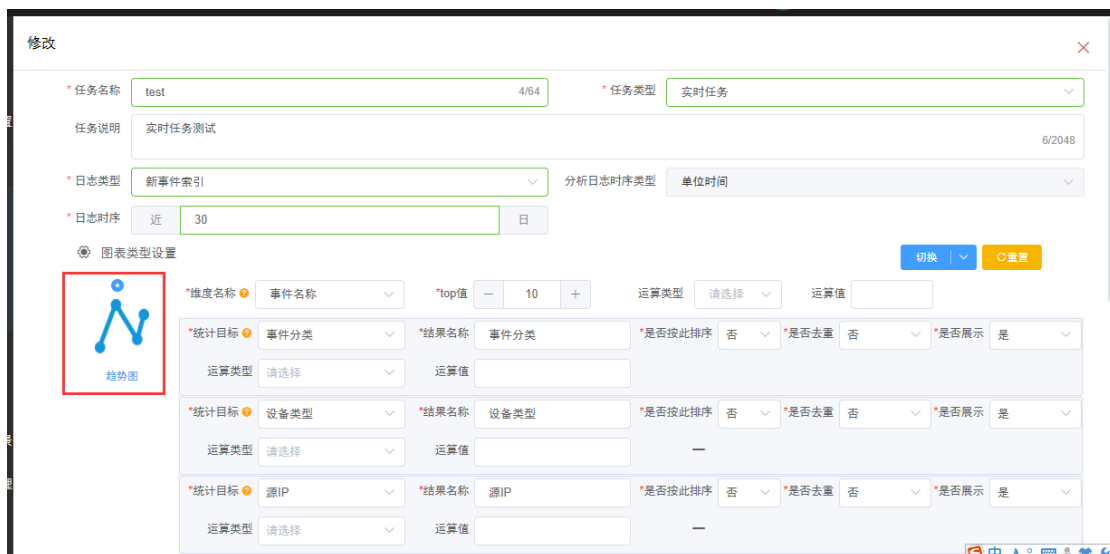 修改
* 任务名称 test 4/64 * 任务类型 实时任务
任务说明 实时任务测试 6/2048
* 日志类型 新事件索引 分析日志时序类型 单位时间
* 日志时序 近 30 日
图表类型设置 切换 重置
*维度名称 事件名称 *top值 10 运算类型 请选择 运算值
*统计目标 事件分类 *结果名称 事件分类 *是否按此排序 否 *是否去重 否 *是否展示 是
趋势图 运算类型 请选择 运算值
*统计目标 设备类型 *结果名称 设备类型 *是否按此排序 否 *是否去重 否 *是否展示 是
运算类型 请选择 运算值
*统计目标 源IP *结果名称 源IP *是否按此排序 否 *是否去重 否 *是否展示 是
运算类型 请选择 运算值
中